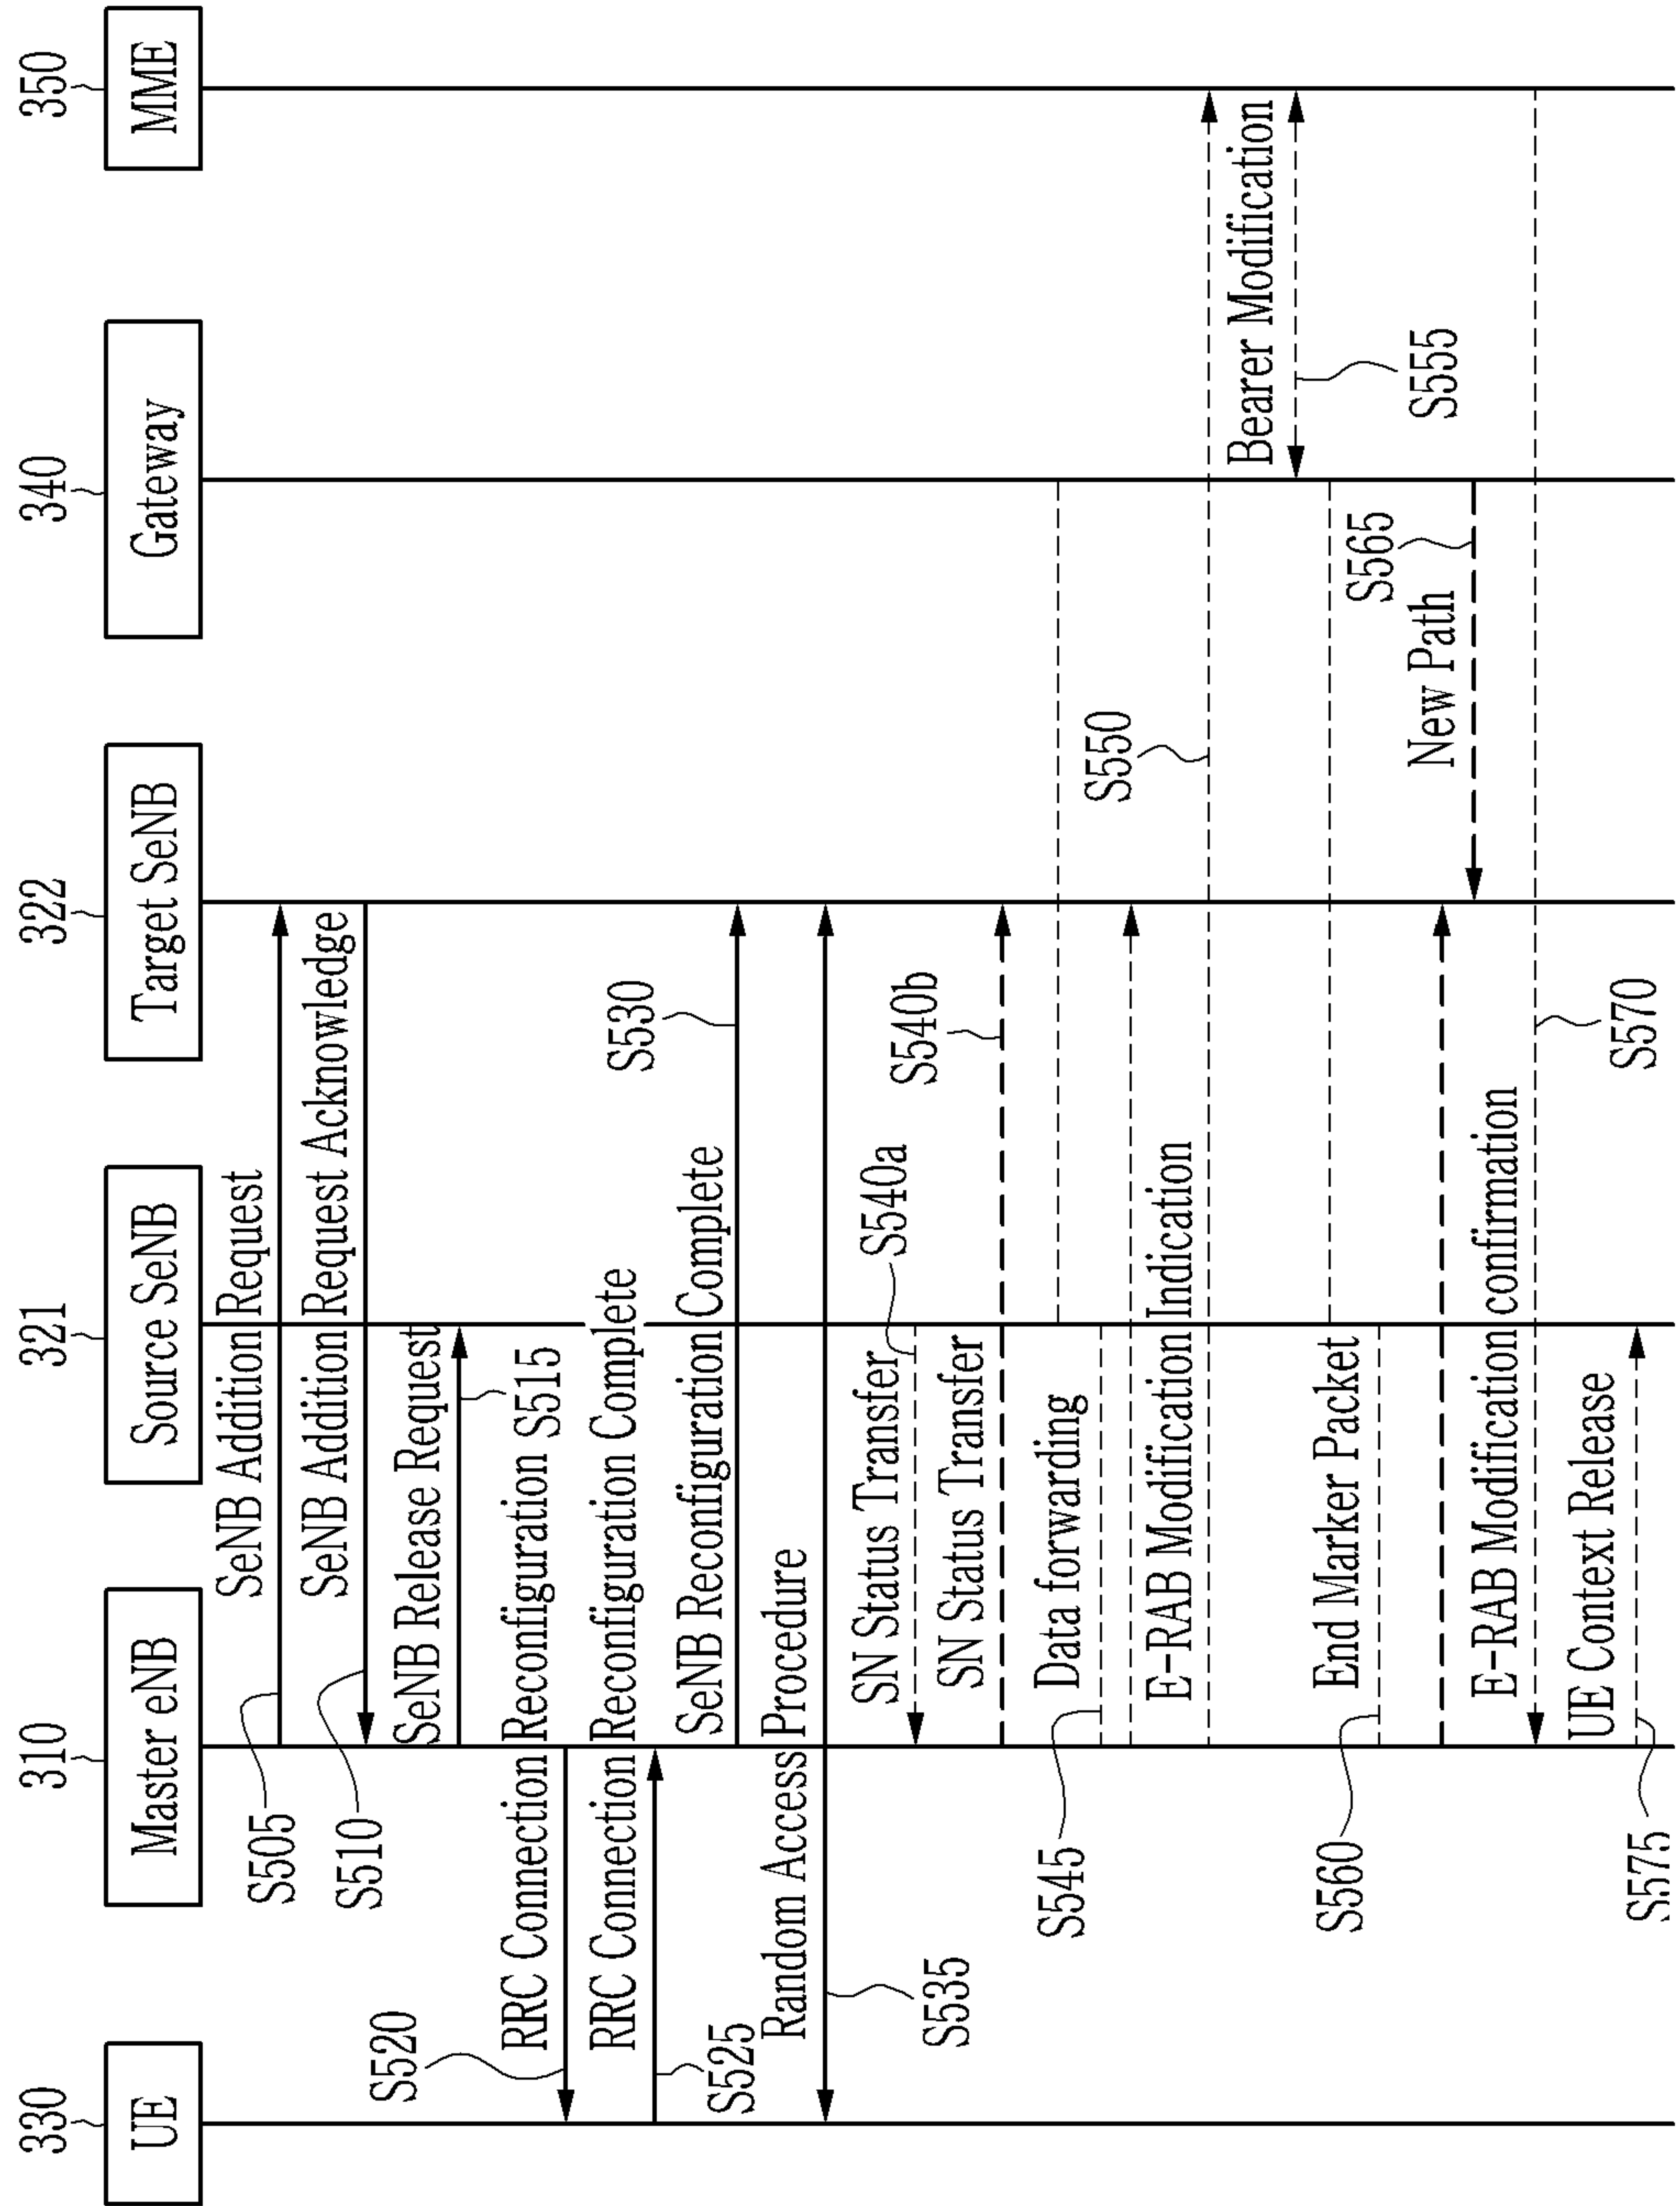 330
310
321
322
340
350
UE
Master eNB
Source SeNB
Target SeNB
Gateway
MME
SeNB Addition Request
S505
SeNB Addition Request Acknowledge
S510
SeNB Release Request
S515
RRC Connection Reconfiguration
S520
RRC Connection Reconfiguration Complete
S525
SeNB Reconfiguration Complete
S530
Random Access Procedure
S535
SN Status Transfer
S540a
SN Status Transfer
S540b
Data forwarding
S545
E-RAB Modification Indication
S550
Bearer Modification
S555
End Marker Packet
S560
New Path
S565
E-RAB Modification confirmation
S570
UE Context Release
S575